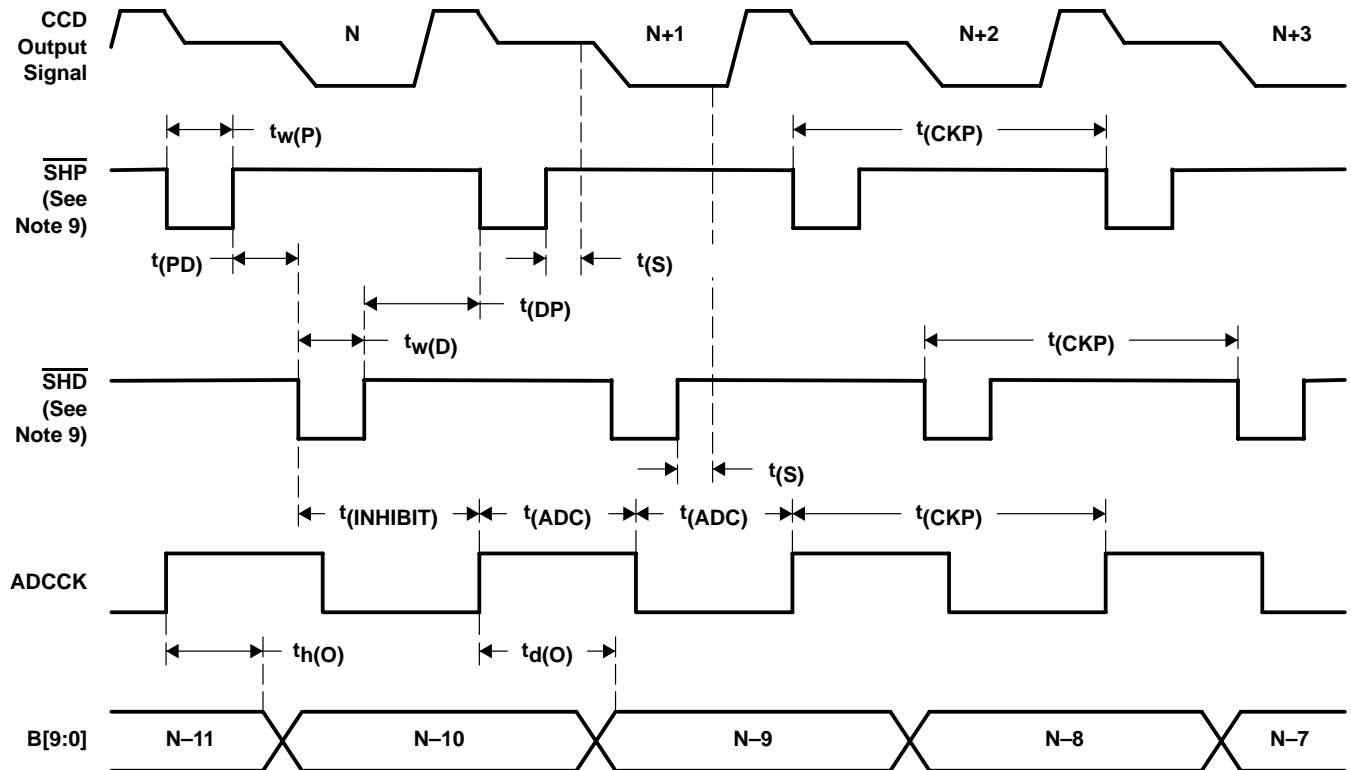 CCD
Output
Signal
N
N+1
N+2
N+3
tw(P)
t(CKP)
SHP
(See
Note 9)
t(PD)
t(S)
t(DP)
tw(D)
t(CKP)
SHD
(See
Note 9)
t(S)
t(INHIBIT)
t(ADC)
t(ADC)
t(CKP)
ADCCK
th(O)
td(O)
B[9:0]
N–11
N–10
N–9
N–8
N–7